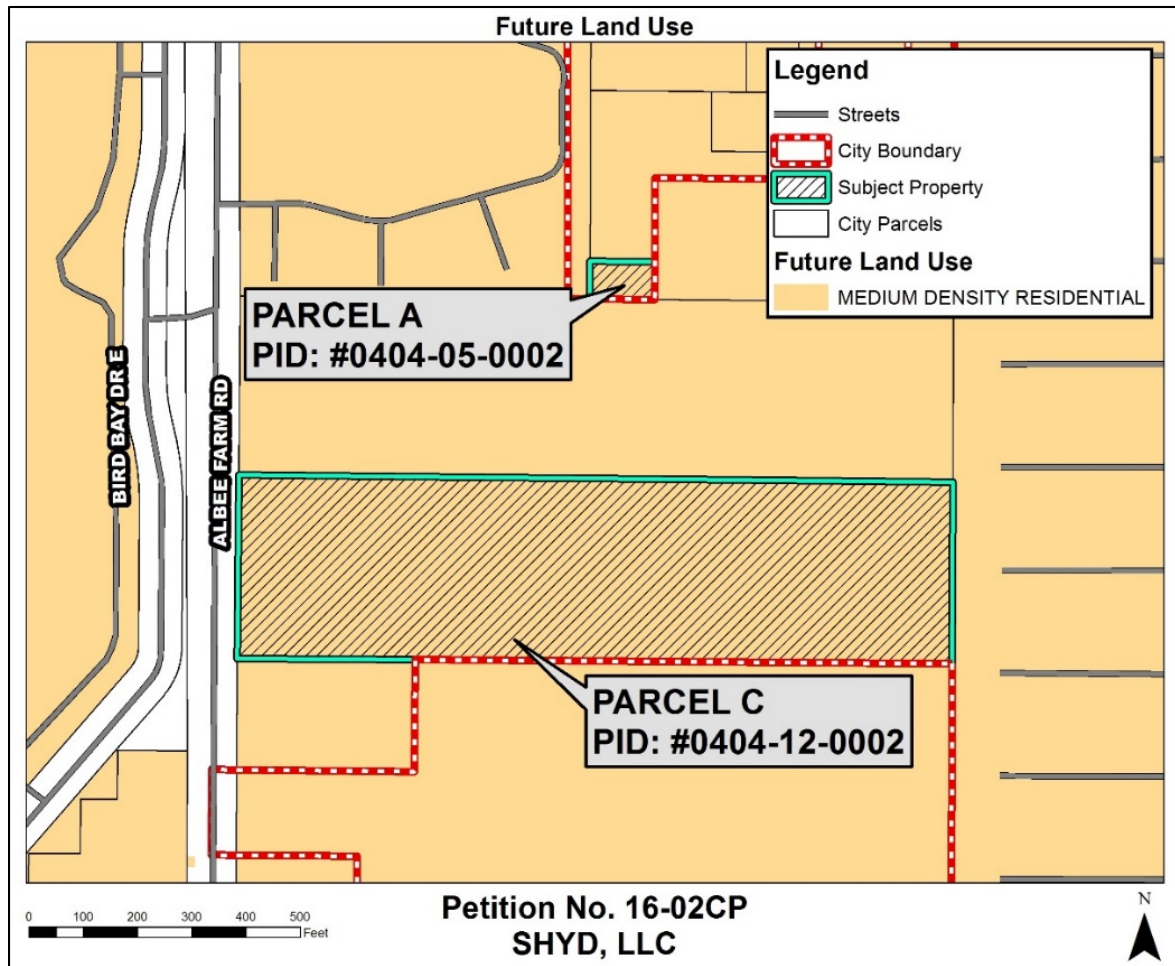 Future Land Use
Legend
Streets
City Boundary
Subject Property
City Parcels
Future Land Use
MEDIUM DENSITY RESIDENTIAL
PARCEL A
PID: #0404-05-0002
BIRD BAY DR E
ALBEE FARM RD
PARCEL C
PID: #0404-12-0002
0 100 200 300 400 500
Feet
Petition No. 16-02CP
SHYD, LLC
N